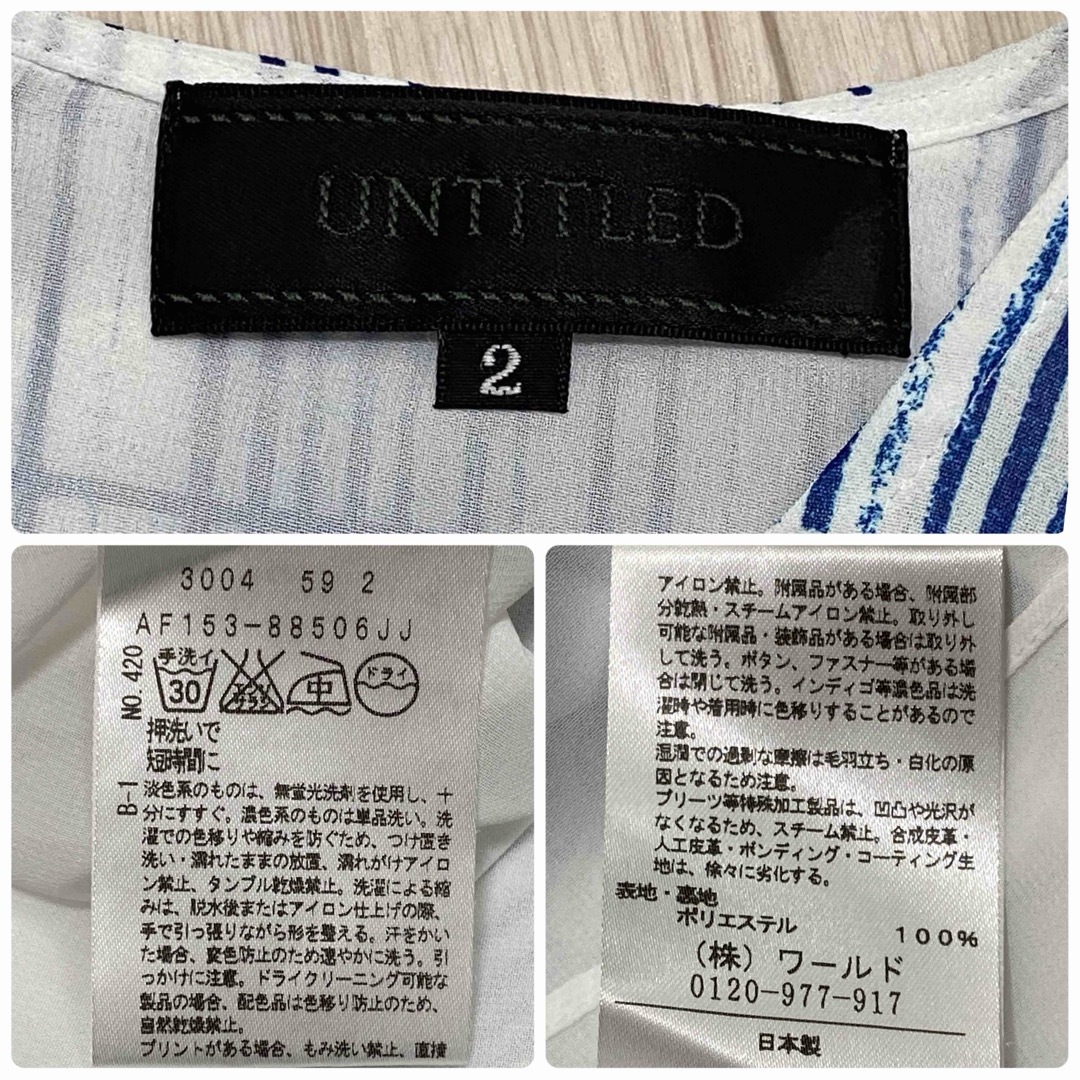 UNTITLED
2
3004 59 2
AF153-88506JJ
NO.420
手洗イ
30
エンソサラシ
中
ドライ
押洗いで
短時間に
B-1
淡色系のものは、無蛍光洗剤を使用し、十
分にすすぐ。濃色系のものは単品洗い。洗
濯での色移りや縮みを防ぐため、つけ置き
洗い・濡れたままの放置、濡れがけアイロ
ン禁止、タンブル乾燥禁止。洗濯による縮
みは、脱水後またはアイロン仕上げの際、
手で引っ張りながら形を整える。汗をかい
た場合、変色防止のため速やかに洗う。引
っかけに注意。ドライクリーニング可能な
製品の場合、配色品は色移り防止のため、
自然乾燥禁止。
プリントがある場合、もみ洗い禁止、直接
アイロン禁止。附属品がある場合、附属部
分乾熱・スチームアイロン禁止。取り外し
可能な附属品・装飾品がある場合は取り外
して洗う。ボタン、ファスナー等がある場
合は閉じて洗う。インディゴ等濃色品は洗
濯時や着用時に色移りすることがあるので
注意。
湿潤での過剰な摩擦は毛羽立ち・白化の原
因となるため注意。
プリーツ等特殊加工製品は、凹凸や光沢が
なくなるため、スチーム禁止。合成皮革・
人工皮革・ボンディング・コーティング生
地は、徐々に劣化する。
表地・裏地
ポリエステル 100%
（株）ワールド
0120-977-917
日本製